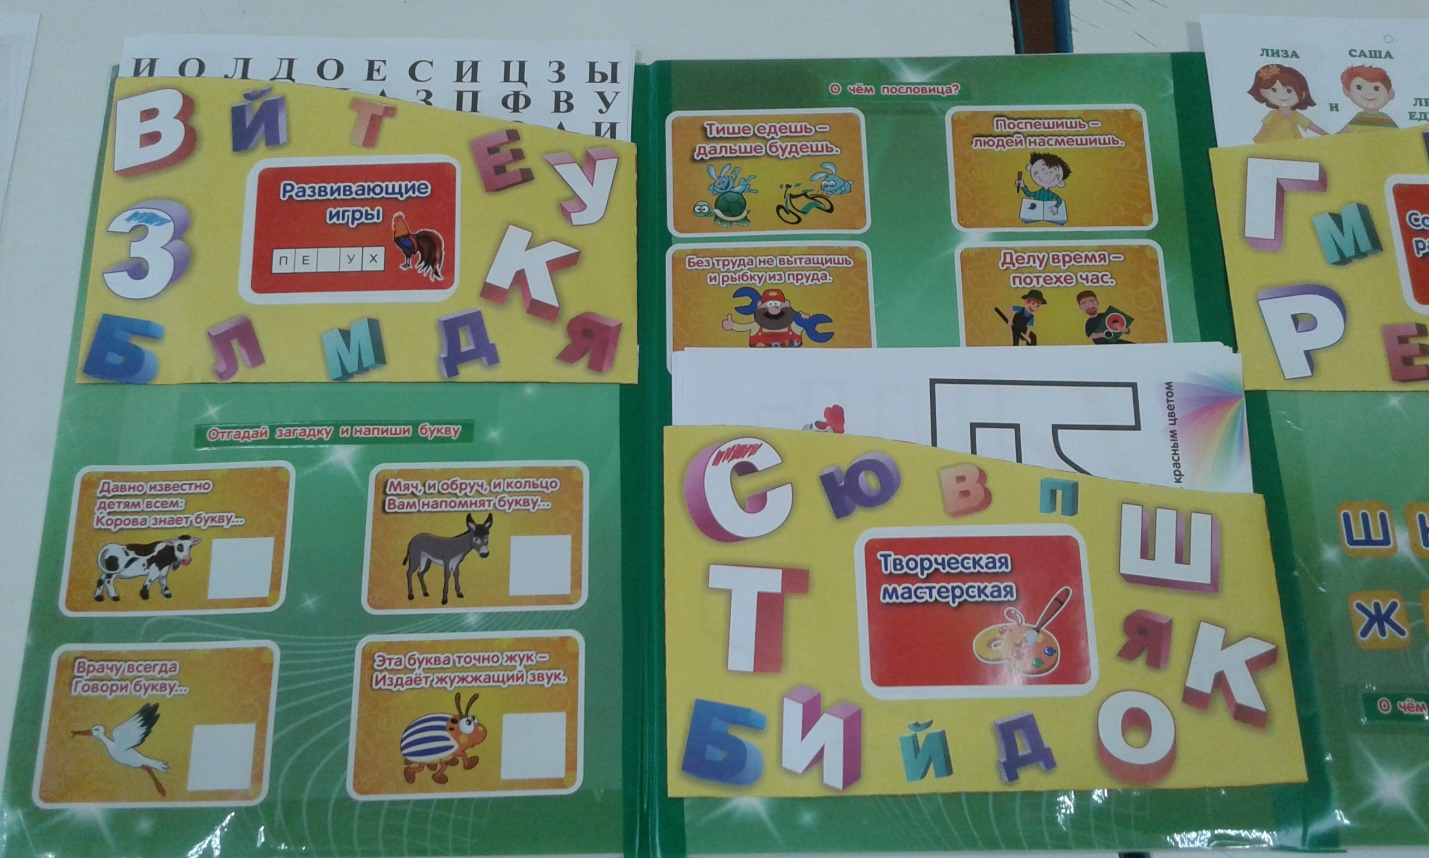 И О Л Д О Е С И Ц З Ы
А З П Ф В У
А И
В Й Т Е У
З К
Б Л М Д Я
Развивающие
игры
П Е У Х
Отгадай загадку и напиши букву
Давно известно
детям всем:
Корова знает букву...
Мяч, и обруч, и кольцо
Вам напомнят букву...
Врачу всегда
Говори букву...
Эта буква точно жук –
Издаёт жужжащий звук.
О чём пословица?
Тише едешь –
дальше будешь.
Поспешишь –
людей насмешишь.
Без труда не вытащишь
и рыбку из пруда.
Делу время –
потехе час.
красным цветом
С Ю В П Ш
Т Я К
Б И Й Д О
Творческая
мастерская
ЛИЗА
САША
И
Г М
Р Е
Ш
Ж
О чём